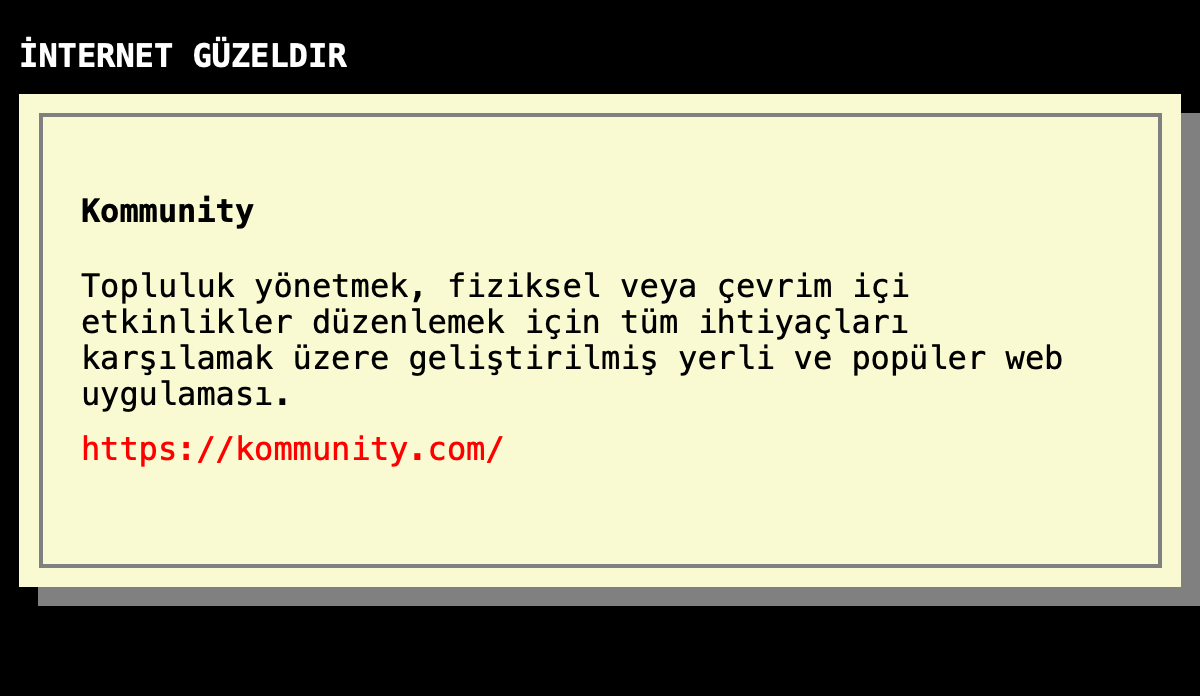 İNTERNET GÜZELDIR
Kommunity
Topluluk yönetmek, fiziksel veya çevrim içi
etkinlikler düzenlemek için tüm ihtiyaçları
karşılamak üzere geliştirilmiş yerli ve popüler web
uygulaması.
https://kommunity.com/